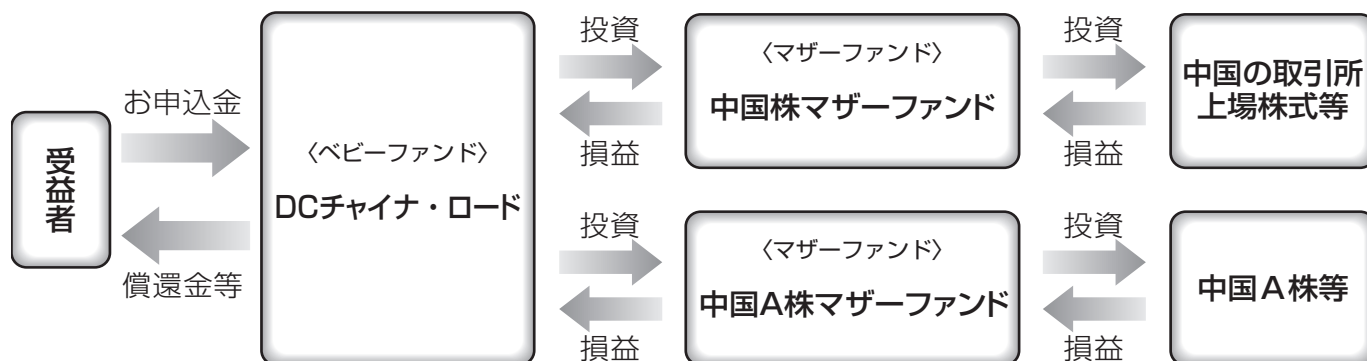 受益者
お申込金
償還金等
〈ベビーファンド〉
DCチャイナ・ロード
投資
損益
〈マザーファンド〉
中国株マザーファンド
投資
損益
中国の取引所
上場株式等
投資
損益
〈マザーファンド〉
中国A株マザーファンド
投資
損益
中国A株等